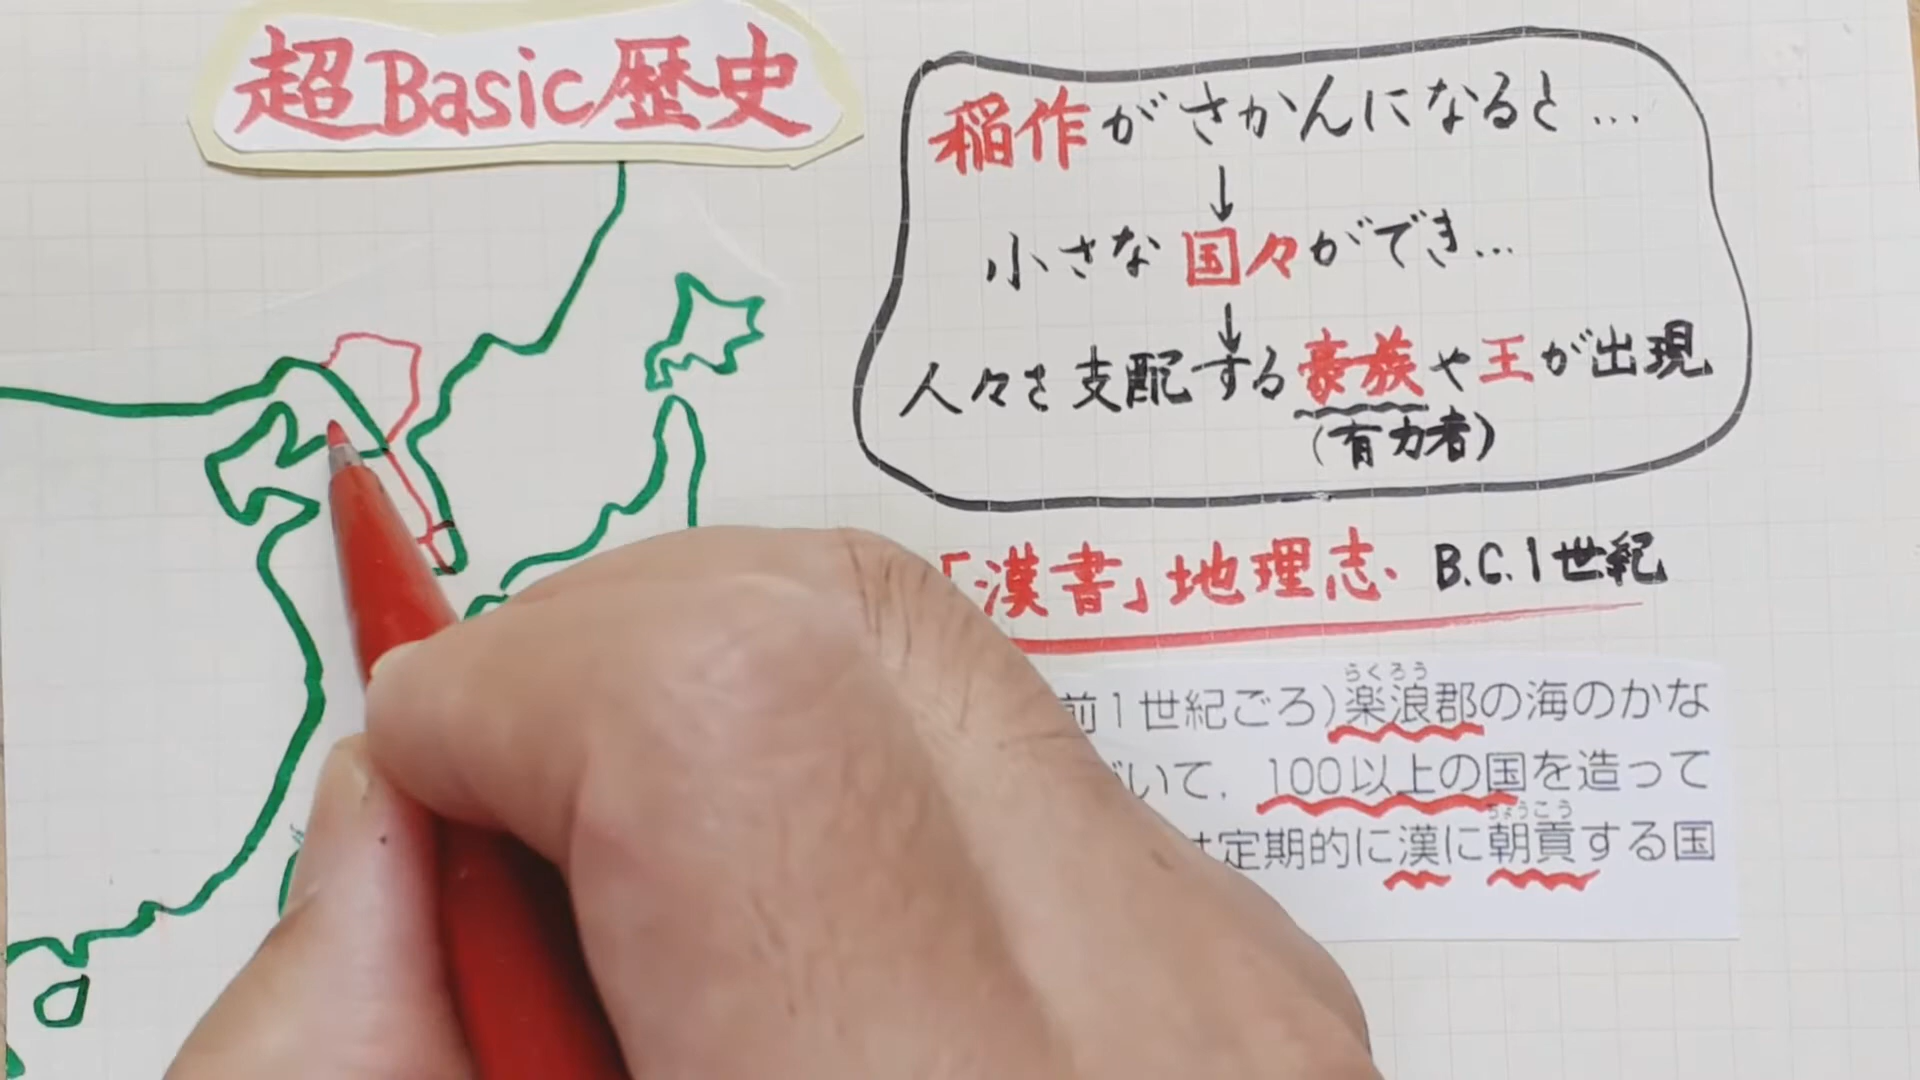 超Basic歴史
稲作がさかんになると…
↓
小さな国々ができ…
↓
人々を支配する豪族や王が出現
(有力者)
「漢書」地理志 B.C.1世紀
らくろう
前1世紀ごろ)楽浪郡の海のかな
いて，100以上の国を造って
ちょうこう
は定期的に漢に朝貢する国